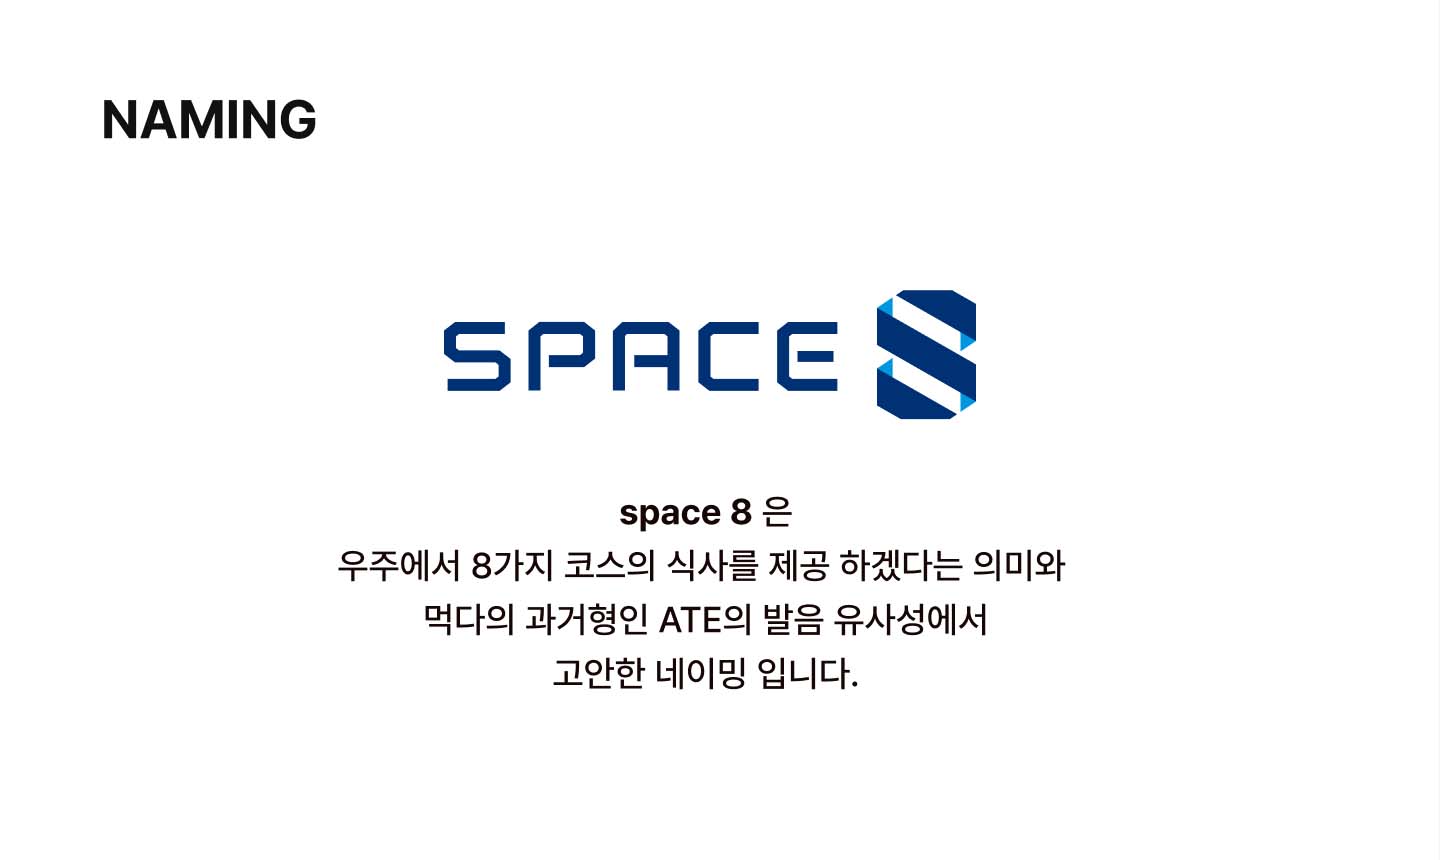 NAMING
SPACE 8
space 8 은
우주에서 8가지 코스의 식사를 제공 하겠다는 의미와
먹다의 과거형인 ATE의 발음 유사성에서
고안한 네이밍 입니다.